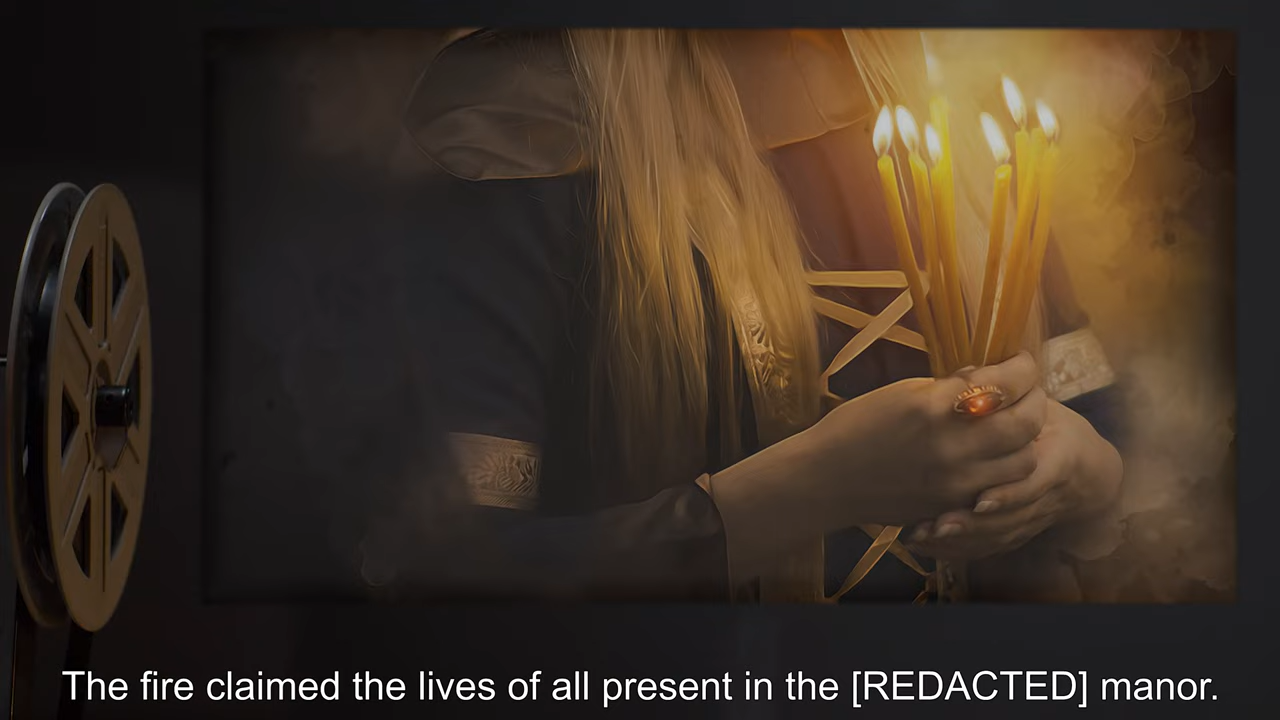 The fire claimed the lives of all present in the [REDACTED] manor.